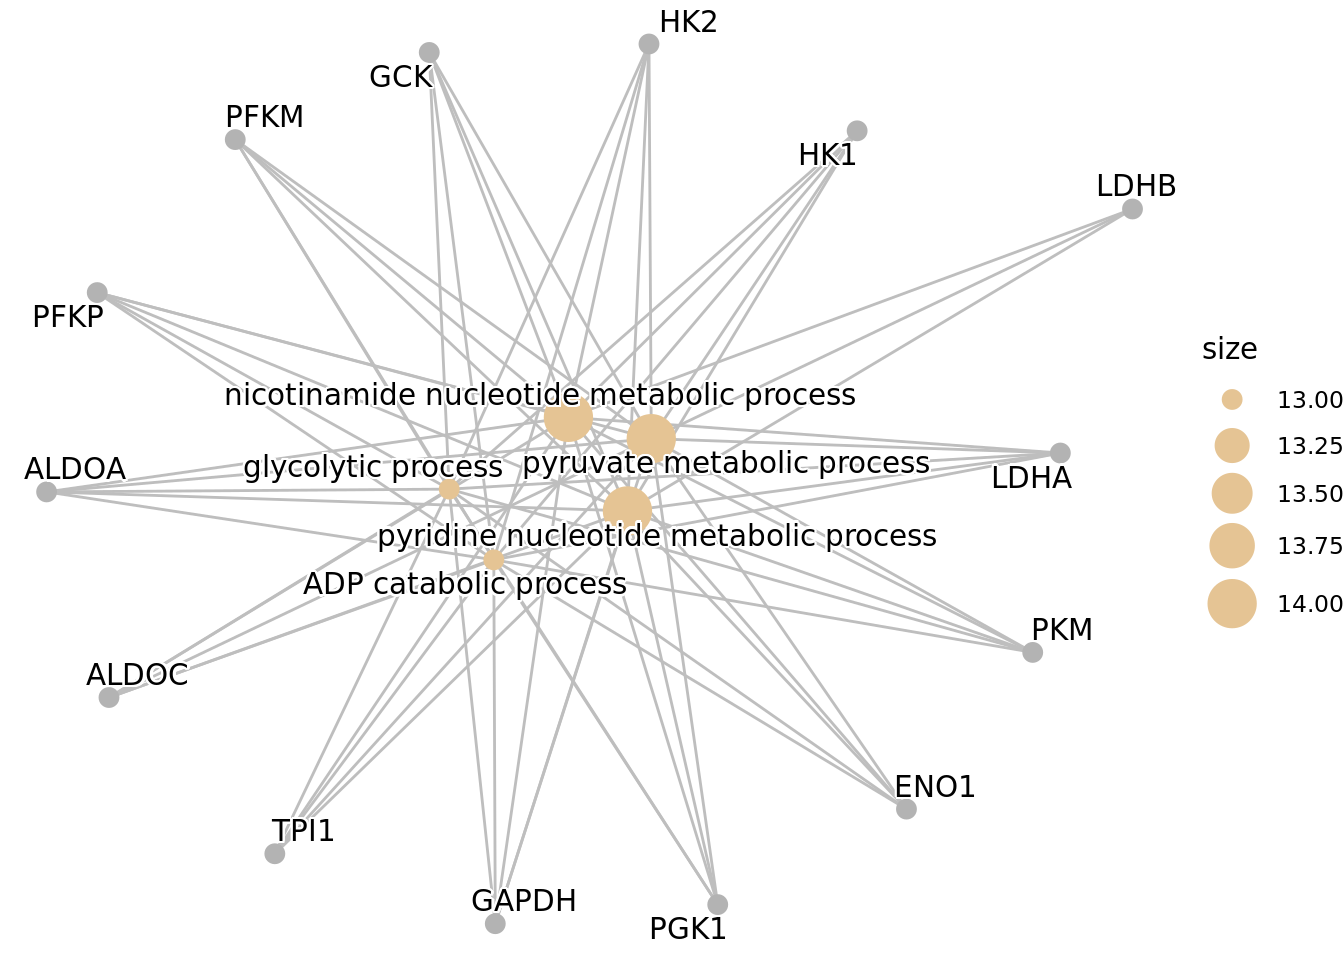 HK2
GCK
PFKM
HK1
LDHB
PFKP
size
nicotinamide nucleotide metabolic process
13.00
13.25
glycolytic process
pyruvate metabolic process
ALDOA
LDHA
13.50
pyridine nucleotide metabolic process
13.75
ADP catabolic process
14.00
PKM
ALDOC
ENO1
TPI1
GAPDH
PGK1